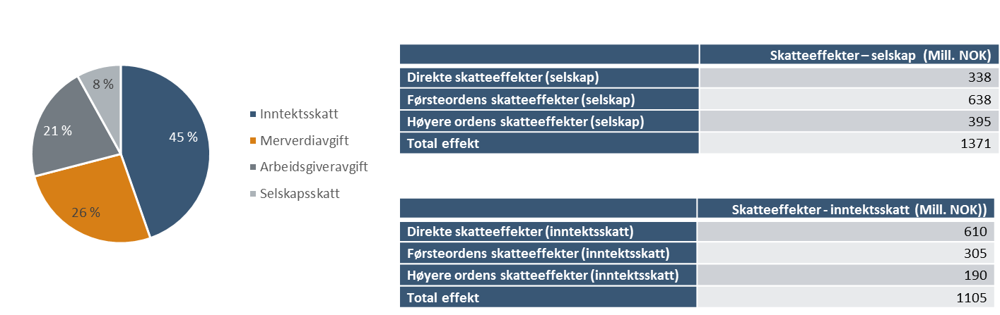 8 %
21 %
45 %
26 %
Inntektsskatt
Merverdiavgift
Arbeidsgiveravgift
Selskapsskatt
Skatteeffekter – selskap (Mill. NOK)
Direkte skatteeffekter (selskap) 338
Førsteordens skatteeffekter (selskap) 638
Høyere ordens skatteeffekter (selskap) 395
Total effekt 1371
Skatteeffekter - inntektsskatt (Mill. NOK))
Direkte skatteeffekter (inntektsskatt) 610
Førsteordens skatteeffekter (inntektsskatt) 305
Høyere ordens skatteeffekter (inntektsskatt) 190
Total effekt 1105